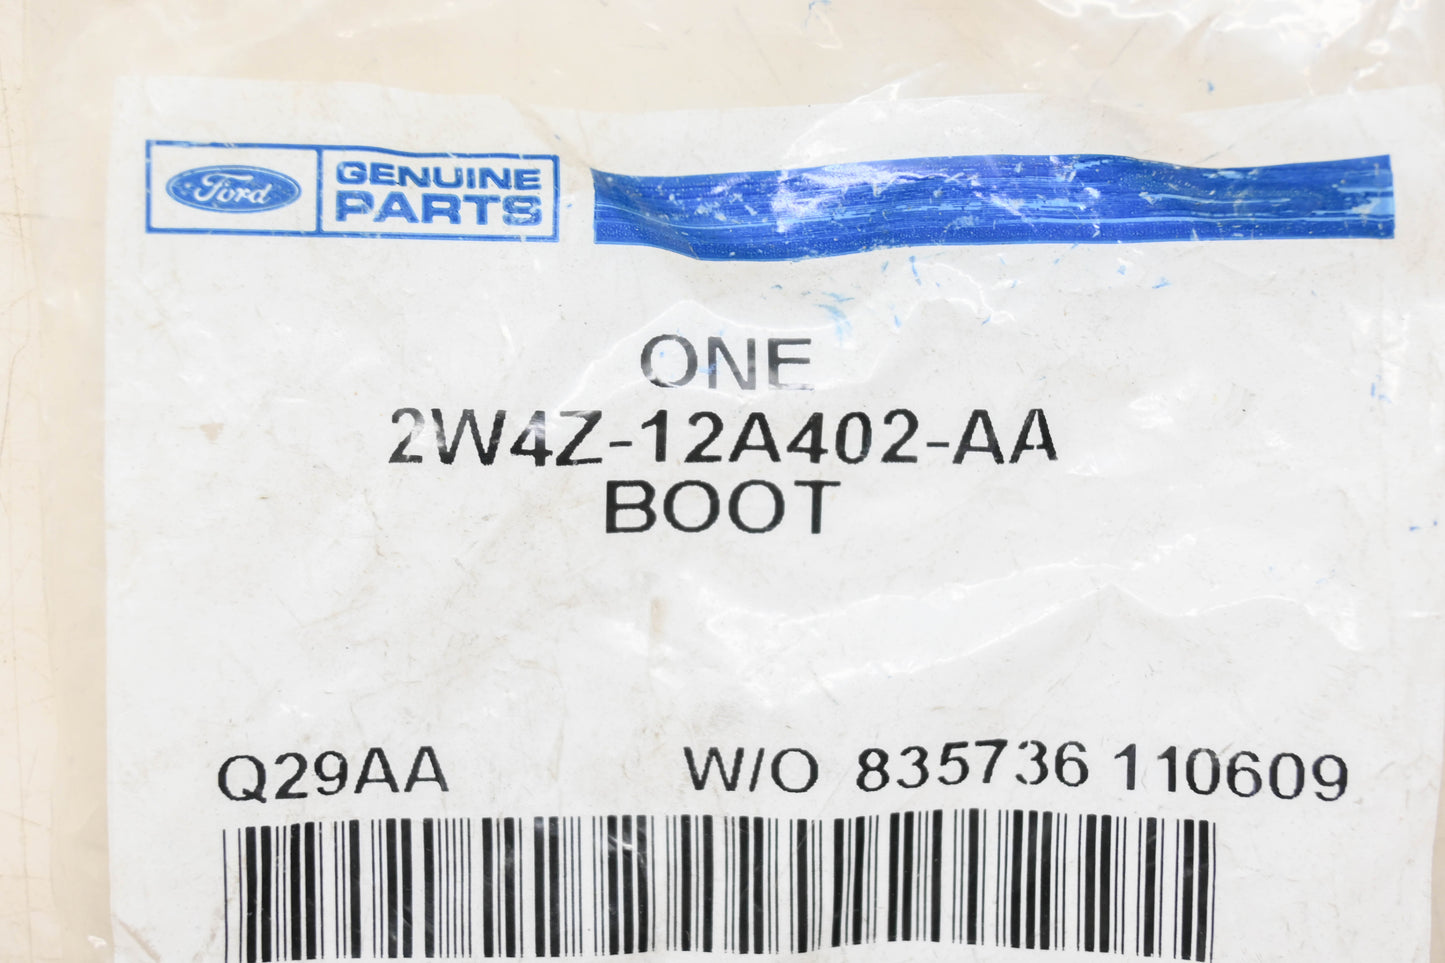 Ford GENUINE
PARTS
ONE
2W4Z-12A402-AA
BOOT
Q29AA W/O 835736 110609